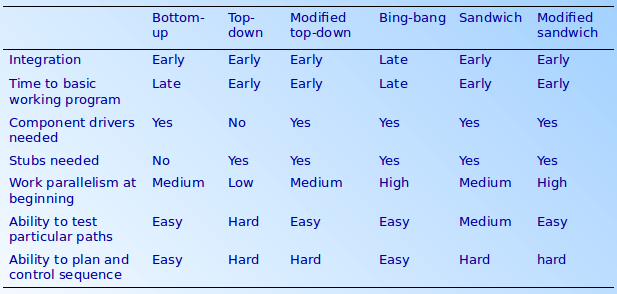 Bottom-up Top-down Modified top-down Bing-bang Sandwich Modified sandwich
Integration Early Early Early Late Early Early
Time to basic working program Late Early Early Late Early Early
Component drivers needed Yes No Yes Yes Yes Yes
Stubs needed No Yes Yes Yes Yes Yes
Work parallelism at beginning Medium Low Medium High Medium High
Ability to test particular paths Easy Hard Easy Easy Medium Easy
Ability to plan and control sequence Easy Hard Hard Easy Hard hard